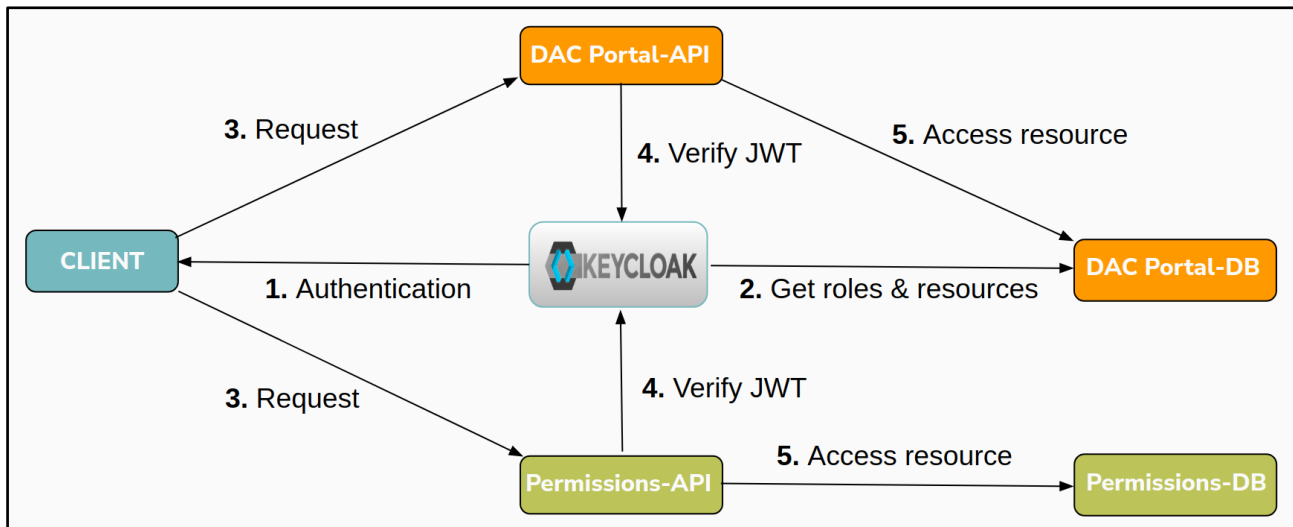 DAC Portal-API
3. Request
5. Access resource
4. Verify JWT
CLIENT
KEYCLOAK
DAC Portal-DB
1. Authentication
2. Get roles & resources
4. Verify JWT
3. Request
5. Access resource
Permissions-API
Permissions-DB